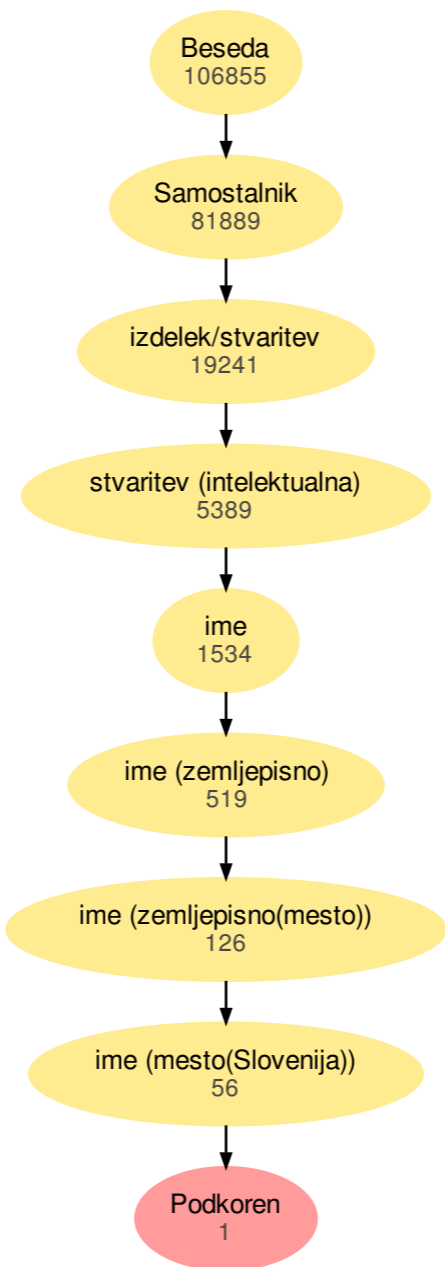 Beseda
106855
Samostalnik
81889
izdelek/stvaritev
19241
stvaritev (intelektualna)
5389
ime
1534
ime (zemljepisno)
519
ime (zemljepisno(mesto))
126
ime (mesto(Slovenija))
56
Podkoren
1